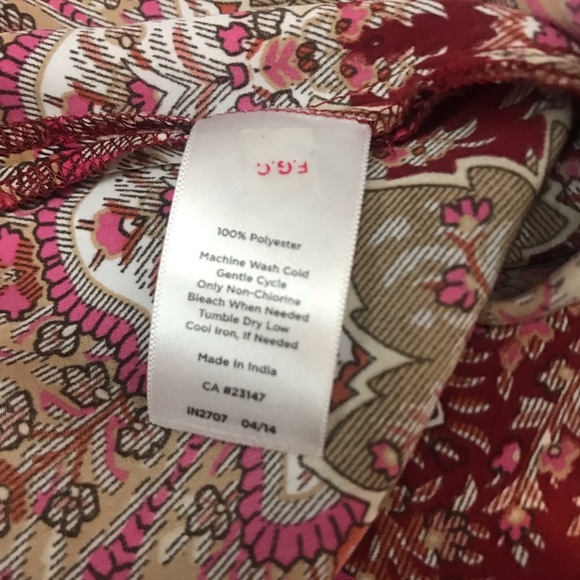 F.G.C.
100% Polyester
Machine Wash Cold
Gentle Cycle
Only Non-Chlorine
Bleach When Needed
Tumble Dry Low
Cool Iron, If Needed
Made In India
CA #23147
IN2707 04/14